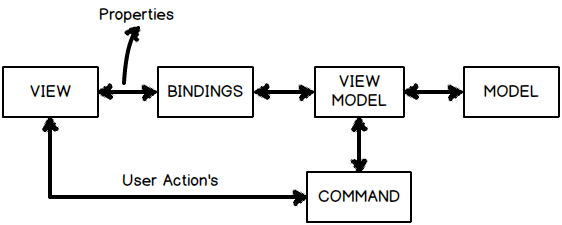 Properties
VIEW
BINDINGS
VIEW
MODEL
MODEL
User Action's
COMMAND